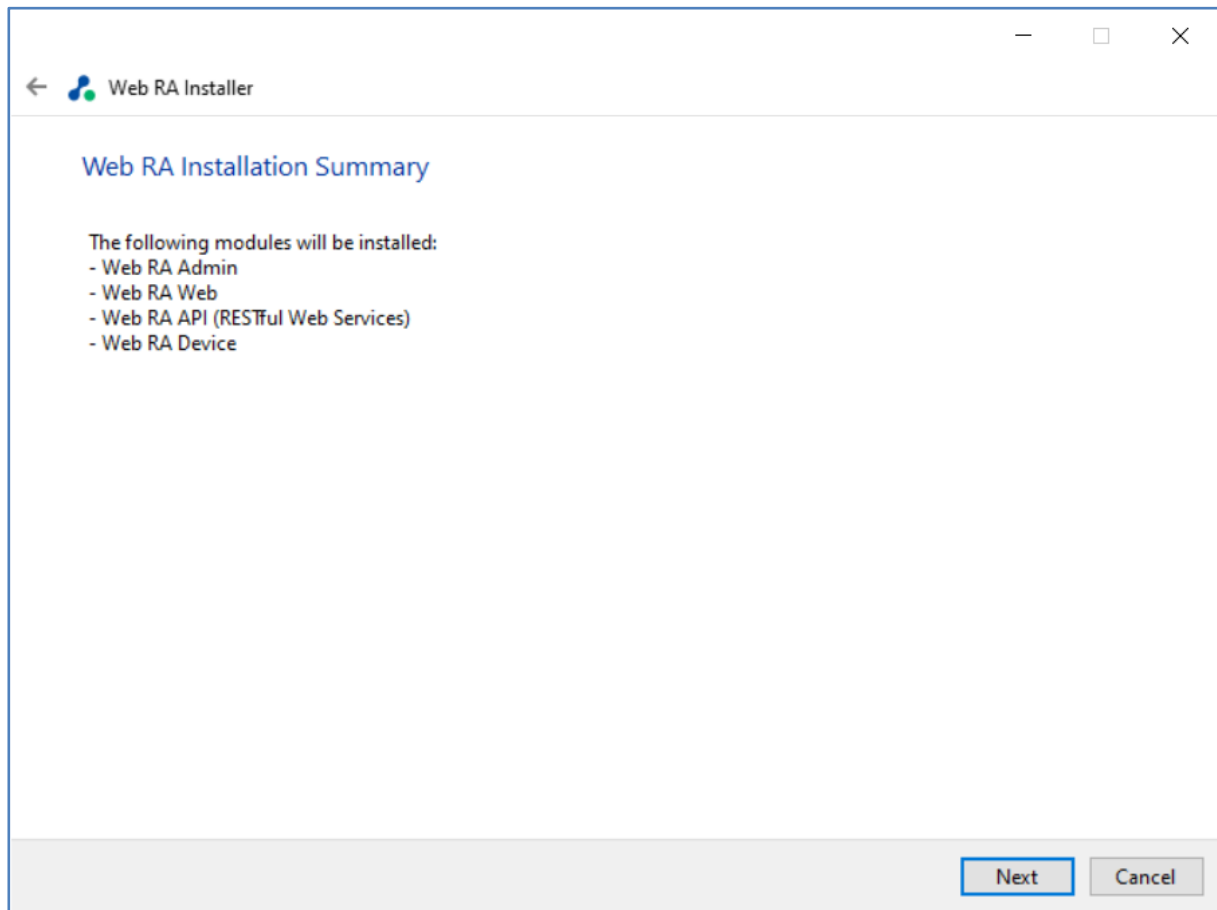 Web RA Installer
Web RA Installation Summary
The following modules will be installed:
- Web RA Admin
- Web RA Web
- Web RA API (RESTful Web Services)
- Web RA Device
Next
Cancel